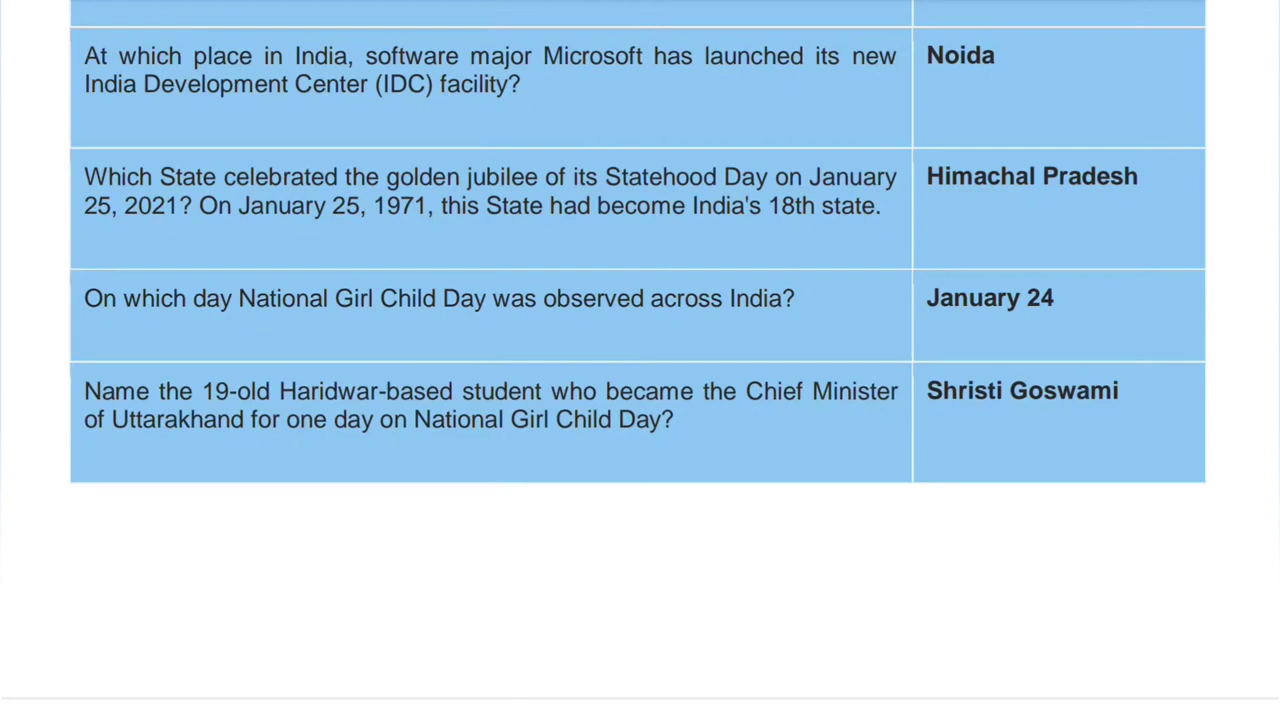 At which place in India, software major Microsoft has launched its new
India Development Center (IDC) facility?
Noida
Which State celebrated the golden jubilee of its Statehood Day on January
25, 2021? On January 25, 1971, this State had become India's 18th state.
Himachal Pradesh
On which day National Girl Child Day was observed across India?
January 24
Name the 19-old Haridwar-based student who became the Chief Minister
of Uttarakhand for one day on National Girl Child Day?
Shristi Goswami